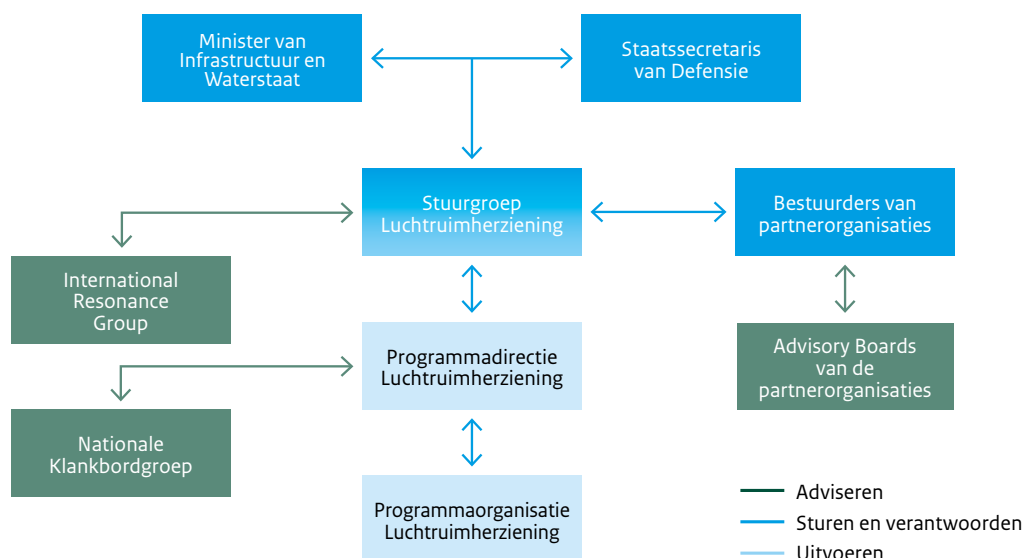 Minister van
Infrastructuur en
Waterstaat
Staatssecretaris
van Defensie
Stuurgroep
Luchtruimherziening
Bestuurders van
partnerorganisaties
International
Resonance
Group
Programmadirectie
Luchtruimherziening
Advisory Boards
van de
partnerorganisaties
Nationale
Klankbordgroep
Programmaorganisatie
Luchtruimherziening
Adviseren
Sturen en verantwoorden
Uitvoeren